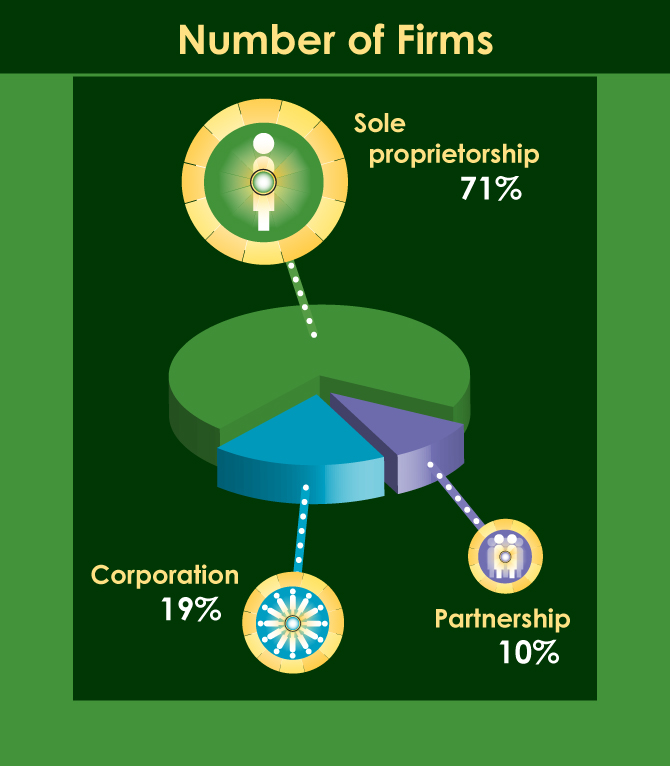 Number of Firms
Sole
proprietorship
71%
Corporation
19%
Partnership
10%